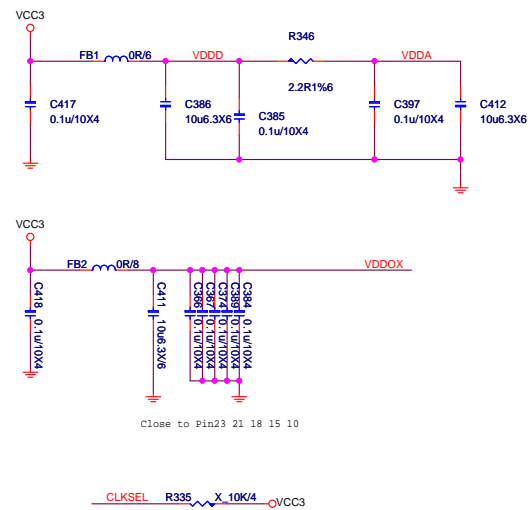 VCC3
R346
FB1 0R/6 VDDD VDDA
2.2R1%6
C417
0.1u/10X4
C386
10u6.3X6
C385
0.1u/10X4
C397
0.1u/10X4
C412
10u6.3X6
VCC3
FB2 0R/8 VDDOX
C418
0.1u/10X4
C411
10u6.3X/6
C366
0.1u/10X4
C367
0.1u/10X4
C374
0.1u/10X4
C389
0.1u/10X4
C384
0.1u/10X4
Close to Pin23 21 18 15 10
CLKSEL R335 X_10K/4 VCC3